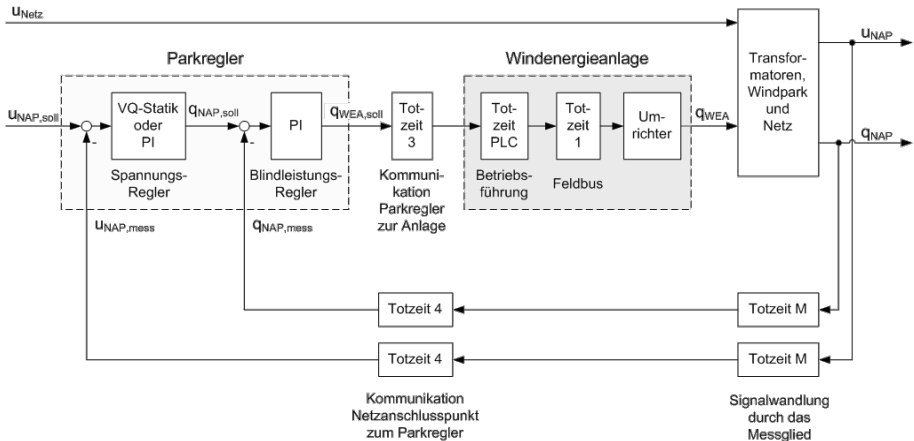 uNetz
Parkregler
Windenergieanlage
Transfor-
matoren,
Windpark
und
Netz
uNAP
uNAP,soll
-
VQ-Statik
oder
PI
qNAP,soll
-
PI
qWEA,soll
Tot-
zeit
3
Tot-
zeit
PLC
Tot-
zeit
1
Um-
richter
qWEA
qNAP
Spannungs-
Regler
Blindleistungs-
Regler
Kommuni-
kation
Parkregler
zur Anlage
Betriebs-
führung
Feldbus
uNAP,mess
qNAP,mess
Totzeit 4
Totzeit M
Totzeit 4
Totzeit M
Kommunikation
Netzanschlusspunkt
zum Parkregler
Signalwandlung
durch das
Messglied